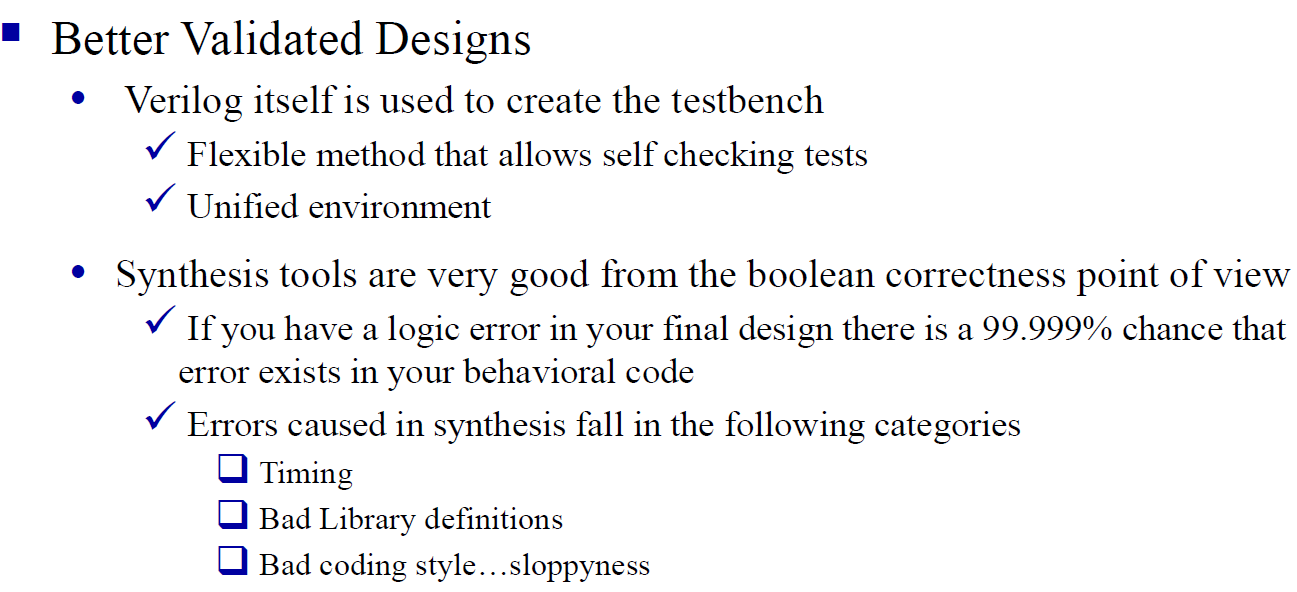 Better Validated Designs
Verilog itself is used to create the testbench
Flexible method that allows self checking tests
Unified environment
Synthesis tools are very good from the boolean correctness point of view
If you have a logic error in your final design there is a 99.999% chance that
error exists in your behavioral code
Errors caused in synthesis fall in the following categories
Timing
Bad Library definitions
Bad coding style…sloppyness